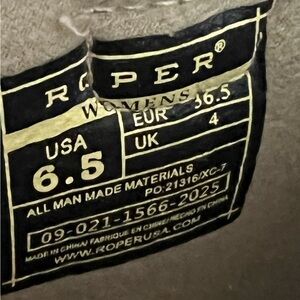 ROPER®
WOMENS
USA EUR 36.5
6.5 UK 4
ALL MAN MADE MATERIALS
PO:21316/XC-7
09-021-1566-2025
MADE IN CHINA/ FABRIQUE EN CHINE/ HECHO EN CHINA
WWW.ROPERUSA.COM